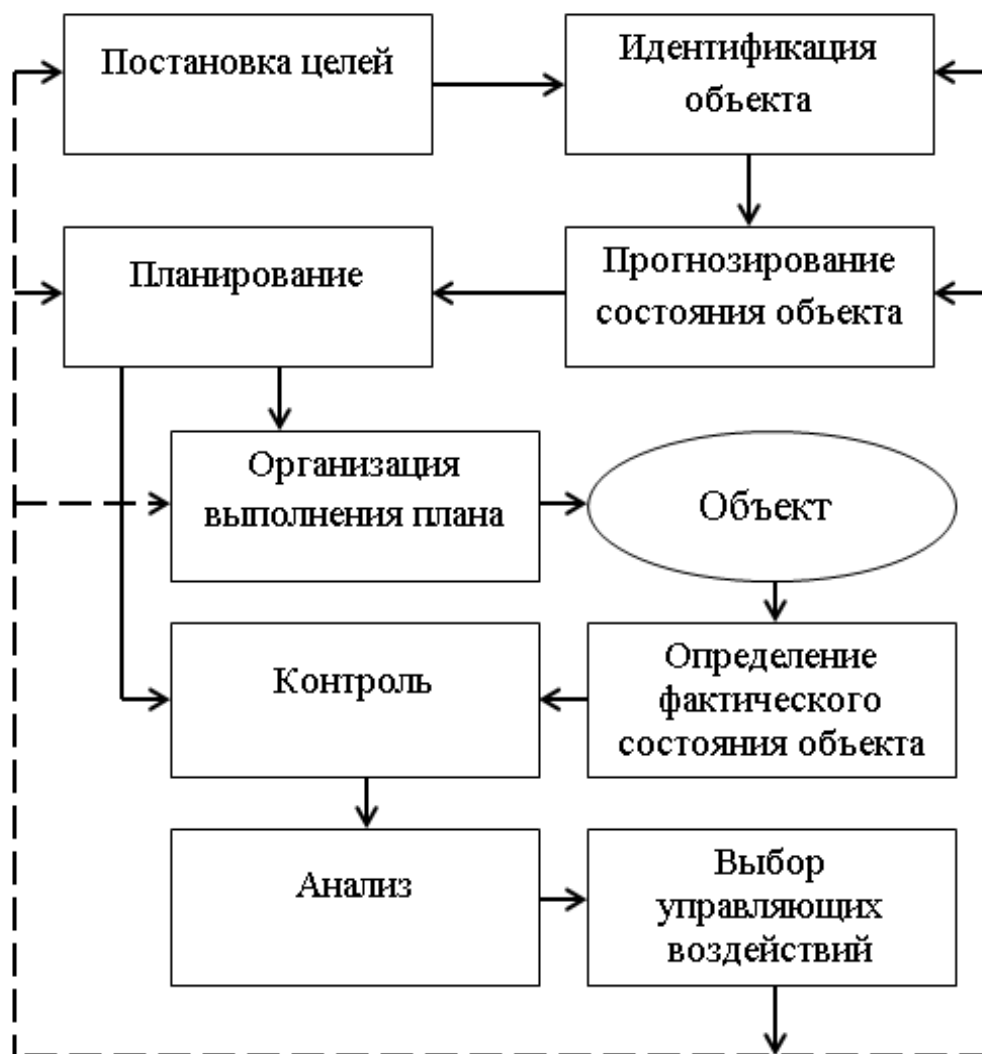 Постановка целей
Идентификация
объекта
Планирование
Прогнозирование
состояния объекта
Организация
выполнения плана
Объект
Контроль
Определение
фактического
состояния объекта
Анализ
Выбор
управляющих
воздействий